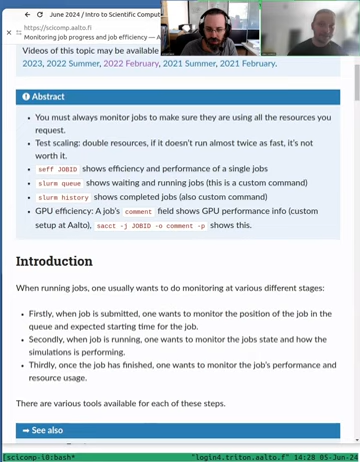 June 2024 / Intro to Scientific Comput
https://scicomp.aalto.fi
Monitoring job progress and job efficiency — A
Videos of this topic may be available
2023, 2022 Summer, 2022 February, 2021 Summer, 2021 February.
Abstract
• You must always monitor jobs to make sure they are using all the resources you
request.
• Test scaling: double resources, if it doesn't run almost twice as fast, it's not
worth it.
• seff JOBID shows efficiency and performance of a single jobs
• slurm queue shows waiting and running jobs (this is a custom command)
• slurm history shows completed jobs (also custom command)
• GPU efficiency: A job's comment field shows GPU performance info (custom
setup at Aalto), sacct -j JOBID -o comment -p shows this.
Introduction
When running jobs, one usually wants to do monitoring at various different stages:
• Firstly, when job is submitted, one wants to monitor the position of the job in the
queue and expected starting time for the job.
• Secondly, when job is running, one wants to monitor the jobs state and how the
simulations is performing.
• Thirdly, once the job has finished, one wants to monitor the job's performance and
resource usage.
There are various tools available for each of these steps.
See also
[scicomp-i0:bash* "login4.triton.aalto.f" 14:28 05-Jun-24